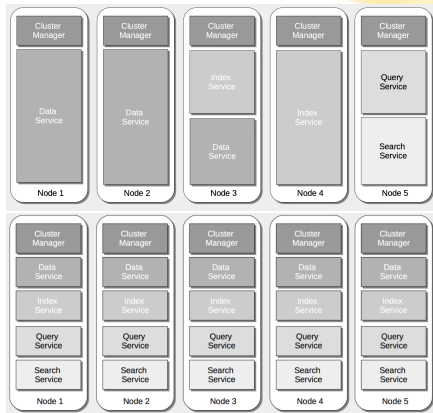 Cluster
Manager
Data
Service
Node 1
Cluster
Manager
Data
Service
Node 2
Cluster
Manager
Index
Service
Data
Service
Node 3
Cluster
Manager
Index
Service
Node 4
Cluster
Manager
Query
Service
Search
Service
Node 5
Cluster
Manager
Data
Service
Index
Service
Query
Service
Search
Service
Node 1
Cluster
Manager
Data
Service
Index
Service
Query
Service
Search
Service
Node 2
Cluster
Manager
Data
Service
Index
Service
Query
Service
Search
Service
Node 3
Cluster
Manager
Data
Service
Index
Service
Query
Service
Search
Service
Node 4
Cluster
Manager
Data
Service
Index
Service
Query
Service
Search
Service
Node 5